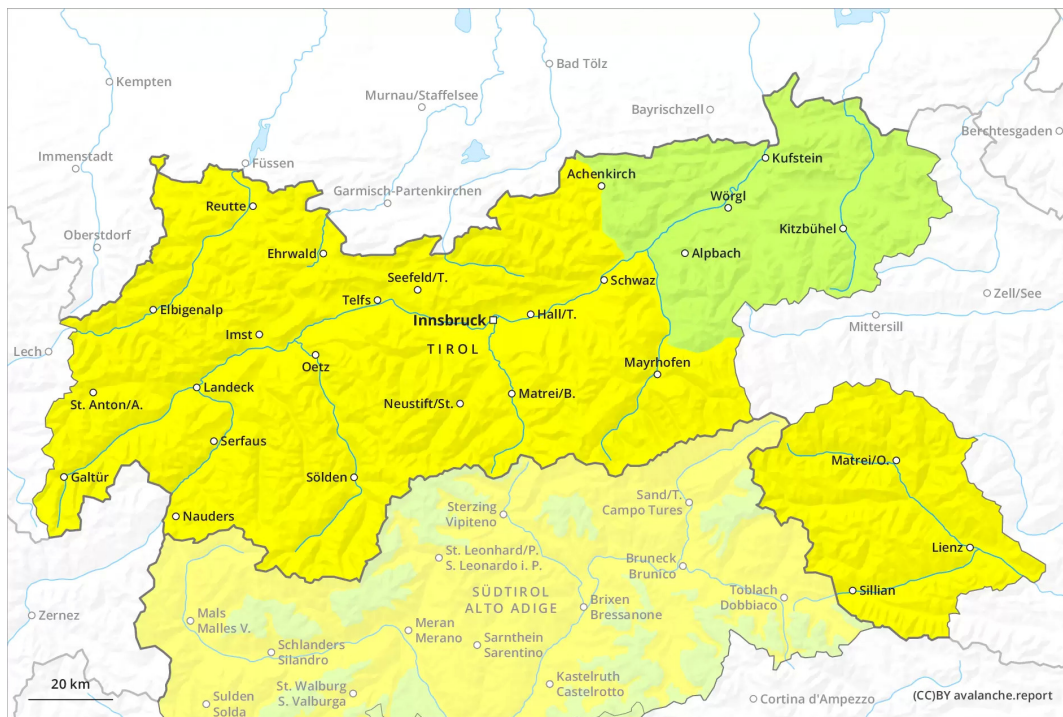 Kempten
Bad Tölz
Murnau/Staffelsee
Bayrischzell
Berchtesgaden
Immenstadt
Füssen
Kufstein
Garmisch-Partenkirchen
Achenkirch
Reutte
Wörgl
Oberstdorf
Kitzbühel
Ehrwald
Alpbach
Seefeld/T.
Schwaz
Telfs
Zell/See
Elbigenalp
Innsbruck
Hall/T.
Mittersill
Imst
TIROL
Lech
Oetz
Mayrhofen
Landeck
St. Anton/A.
Neustift/St.
Matrei/B.
Serfaus
Matrei/O.
Galtür
Sölden
Sand/T.
Campo Tures
Sterzing
Vipiteno
Nauders
Lienz
St. Leonhard/P.
S. Leonardo i. P.
Bruneck
Brunico
SÜDTIROL
ALTO ADIGE
Sillian
Toblach
Dobbiaco
Brixen
Bressanone
Zernez
Mals
Malles V.
Meran
Merano
Sarnthein
Sarentino
Schlanders
Silandro
Kastelruth
Castelrotto
St. Walburg
S. Valburga
20 km
Sulden
Solda
Cortina d'Ampezzo
(CC)BY avalanche.report